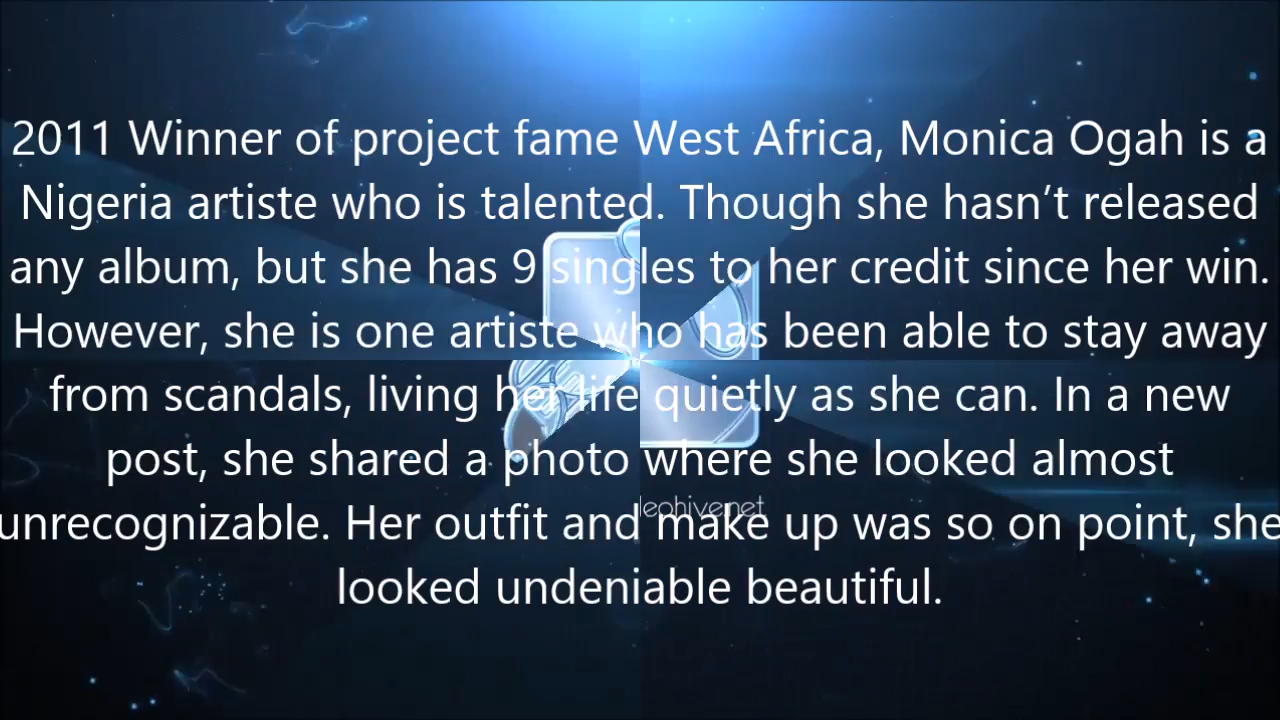 2011 Winner of project fame West Africa, Monica Ogah is a
Nigeria artiste who is talented. Though she hasn’t released
any album, but she has 9 singles to her credit since her win.
However, she is one artiste who has been able to stay away
from scandals, living her life quietly as she can. In a new
post, she shared a photo where she looked almost
unrecognizable. Her outfit and make up was so on point, she
looked undeniable beautiful.